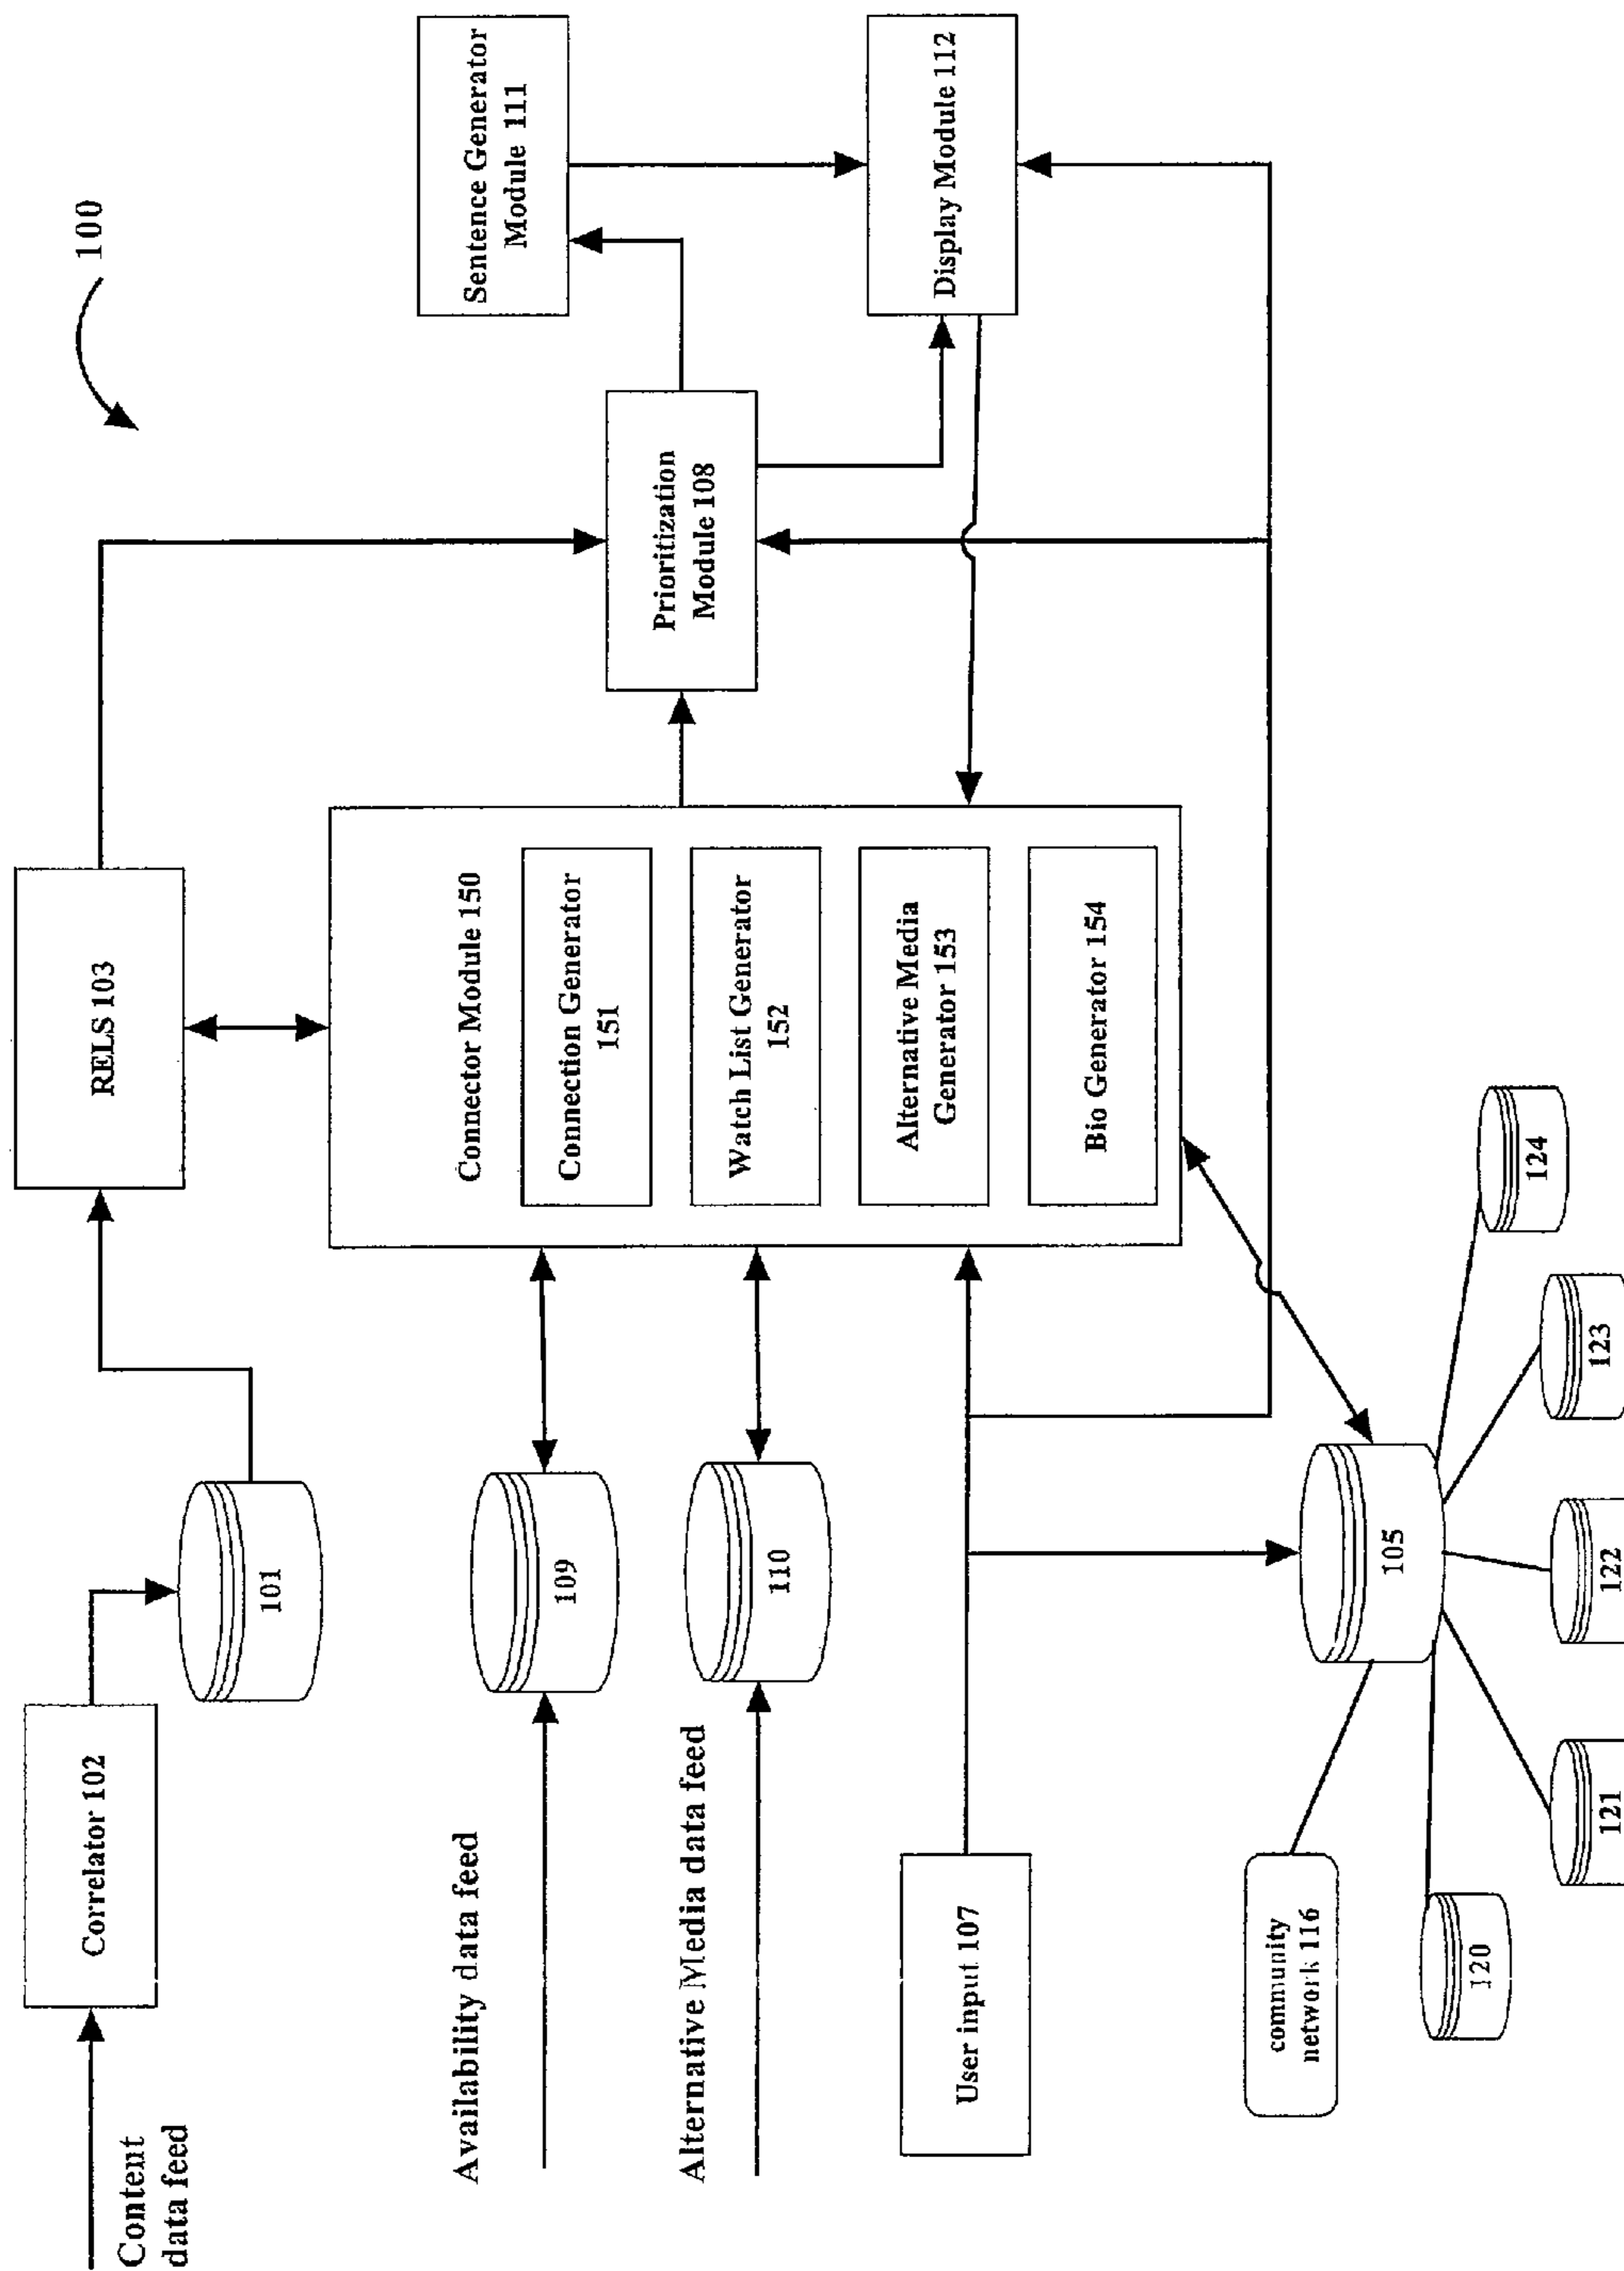 100
Content
data feed
Correlator 102
101
RELS 103
Availability data feed
109
Alternative Media data feed
110
Connector Module 150
Connection Generator
151
Watch List Generator
152
Alternative Media
Generator 153
Bio Generator 154
Prioritization
Module 108
Sentence Generator
Module 111
Display Module 112
User input 107
community
network 116
105
120
121
122
123
124